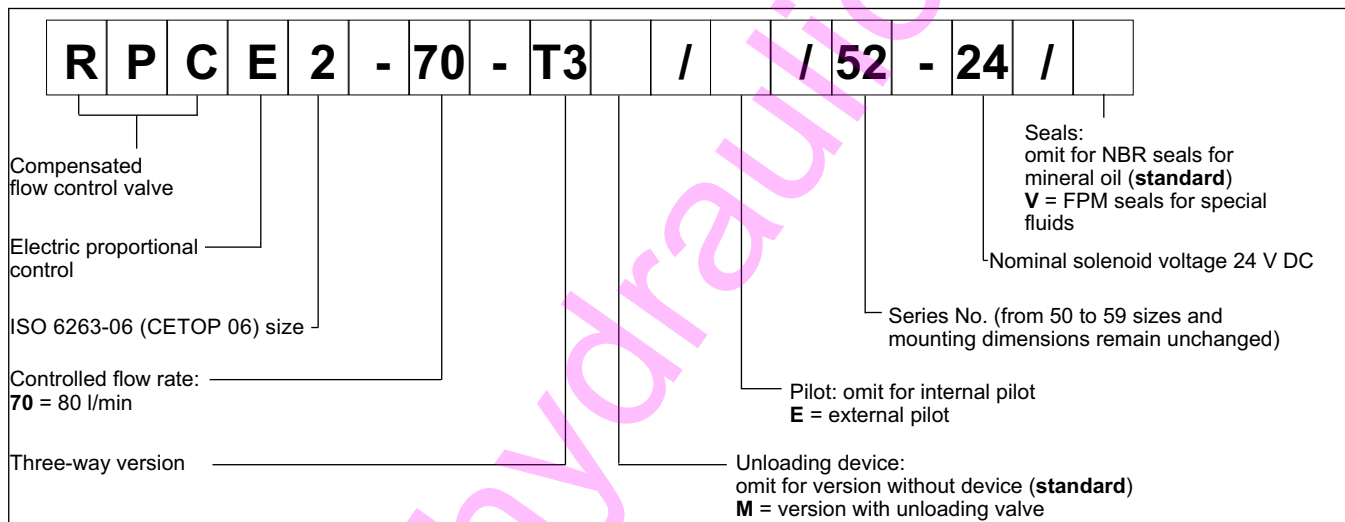 R P C E 2 - 70 - T3 / / 52 - 24 /
Compensated
flow control valve
Electric proportional
control
ISO 6263-06 (CETOP 06) size
Controlled flow rate:
70 = 80 l/min
Three-way version
Seals:
omit for NBR seals for
mineral oil (standard)
V = FPM seals for special
fluids
Nominal solenoid voltage 24 V DC
Series No. (from 50 to 59 sizes and
mounting dimensions remain unchanged)
Pilot: omit for internal pilot
E = external pilot
Unloading device:
omit for version without device (standard)
M = version with unloading valve
hydraulic